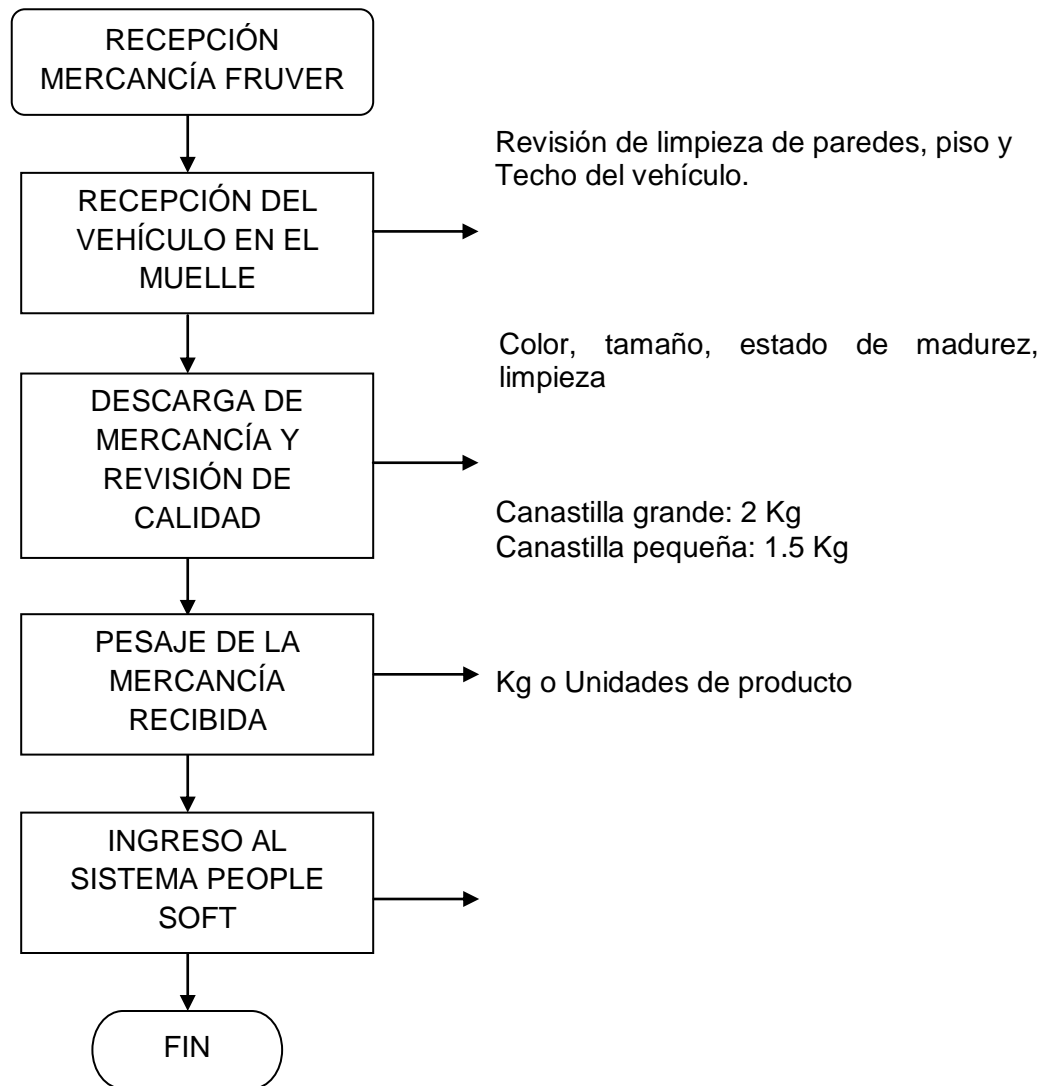 RECEPCIÓN
MERCANCÍA FRUVER
Revisión de limpieza de paredes, piso y
Techo del vehículo.
RECEPCIÓN DEL
VEHÍCULO EN EL
MUELLE
Color, tamaño, estado de madurez,
limpieza
DESCARGA DE
MERCANCÍA Y
REVISIÓN DE
CALIDAD
Canastilla grande: 2 Kg
Canastilla pequeña: 1.5 Kg
PESAJE DE LA
MERCANCÍA
RECIBIDA
Kg o Unidades de producto
INGRESO AL
SISTEMA PEOPLE
SOFT
FIN